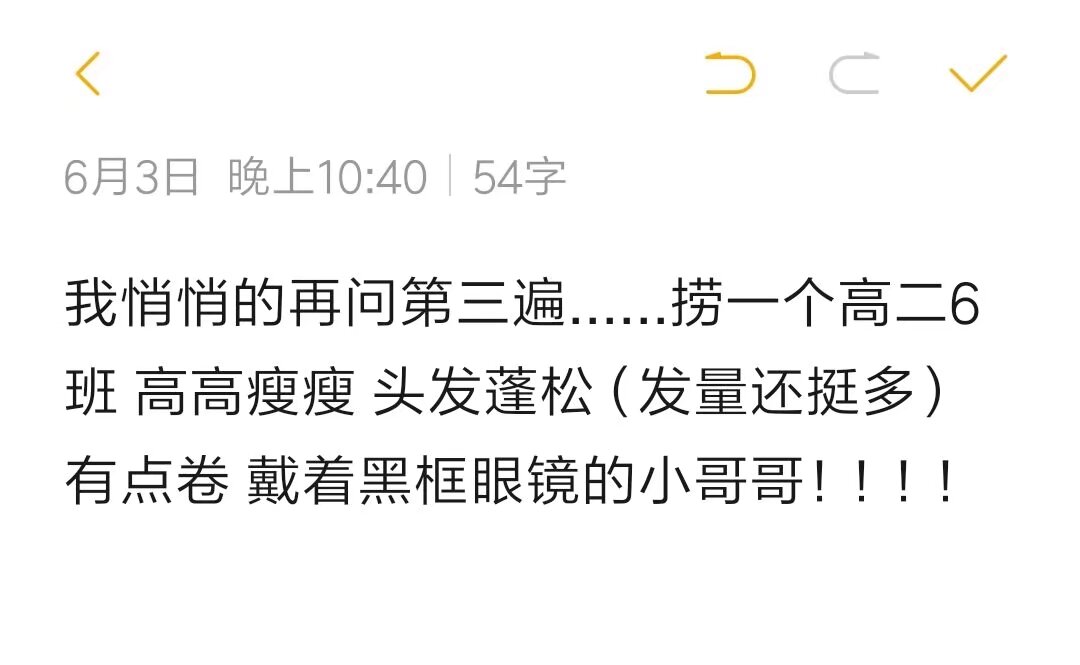 6月3日 晚上10:40 | 54字
我悄悄的再问第三遍......捞一个高二6
班 高高瘦瘦 头发蓬松（发量还挺多）
有点卷 戴着黑框眼镜的小哥哥！！！！